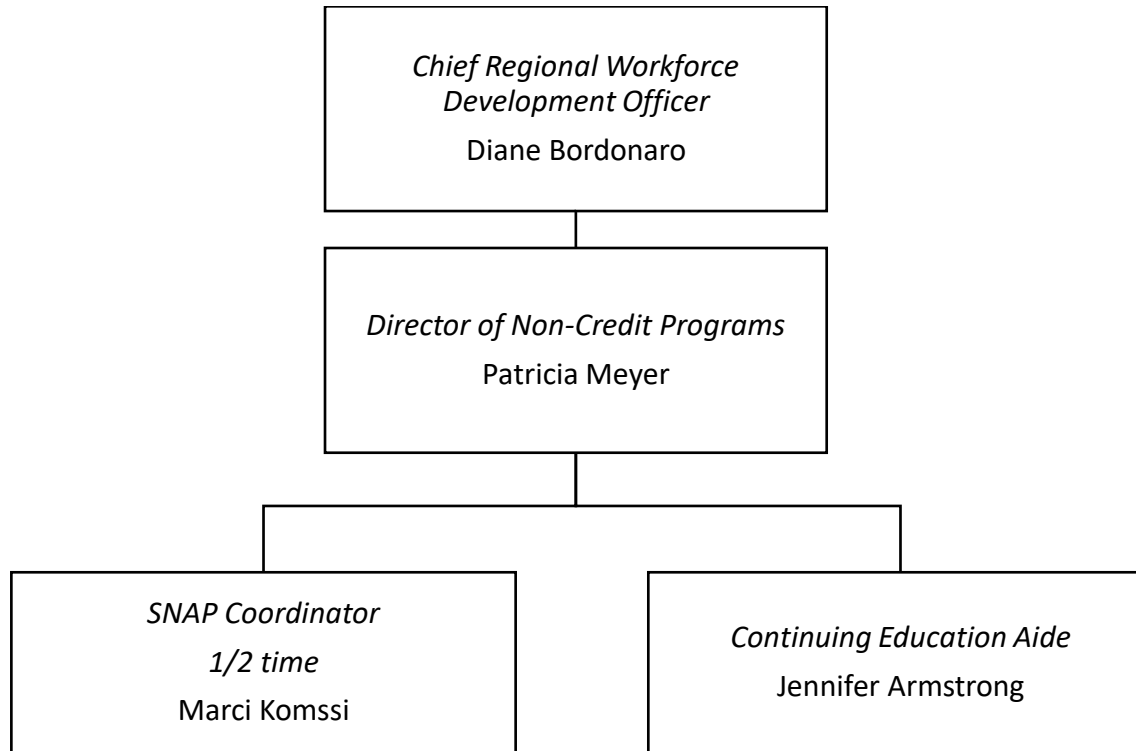 Chief Regional Workforce
Development Officer
Diane Bordonaro
Director of Non-Credit Programs
Patricia Meyer
SNAP Coordinator
1/2 time
Marci Komssi
Continuing Education Aide
Jennifer Armstrong